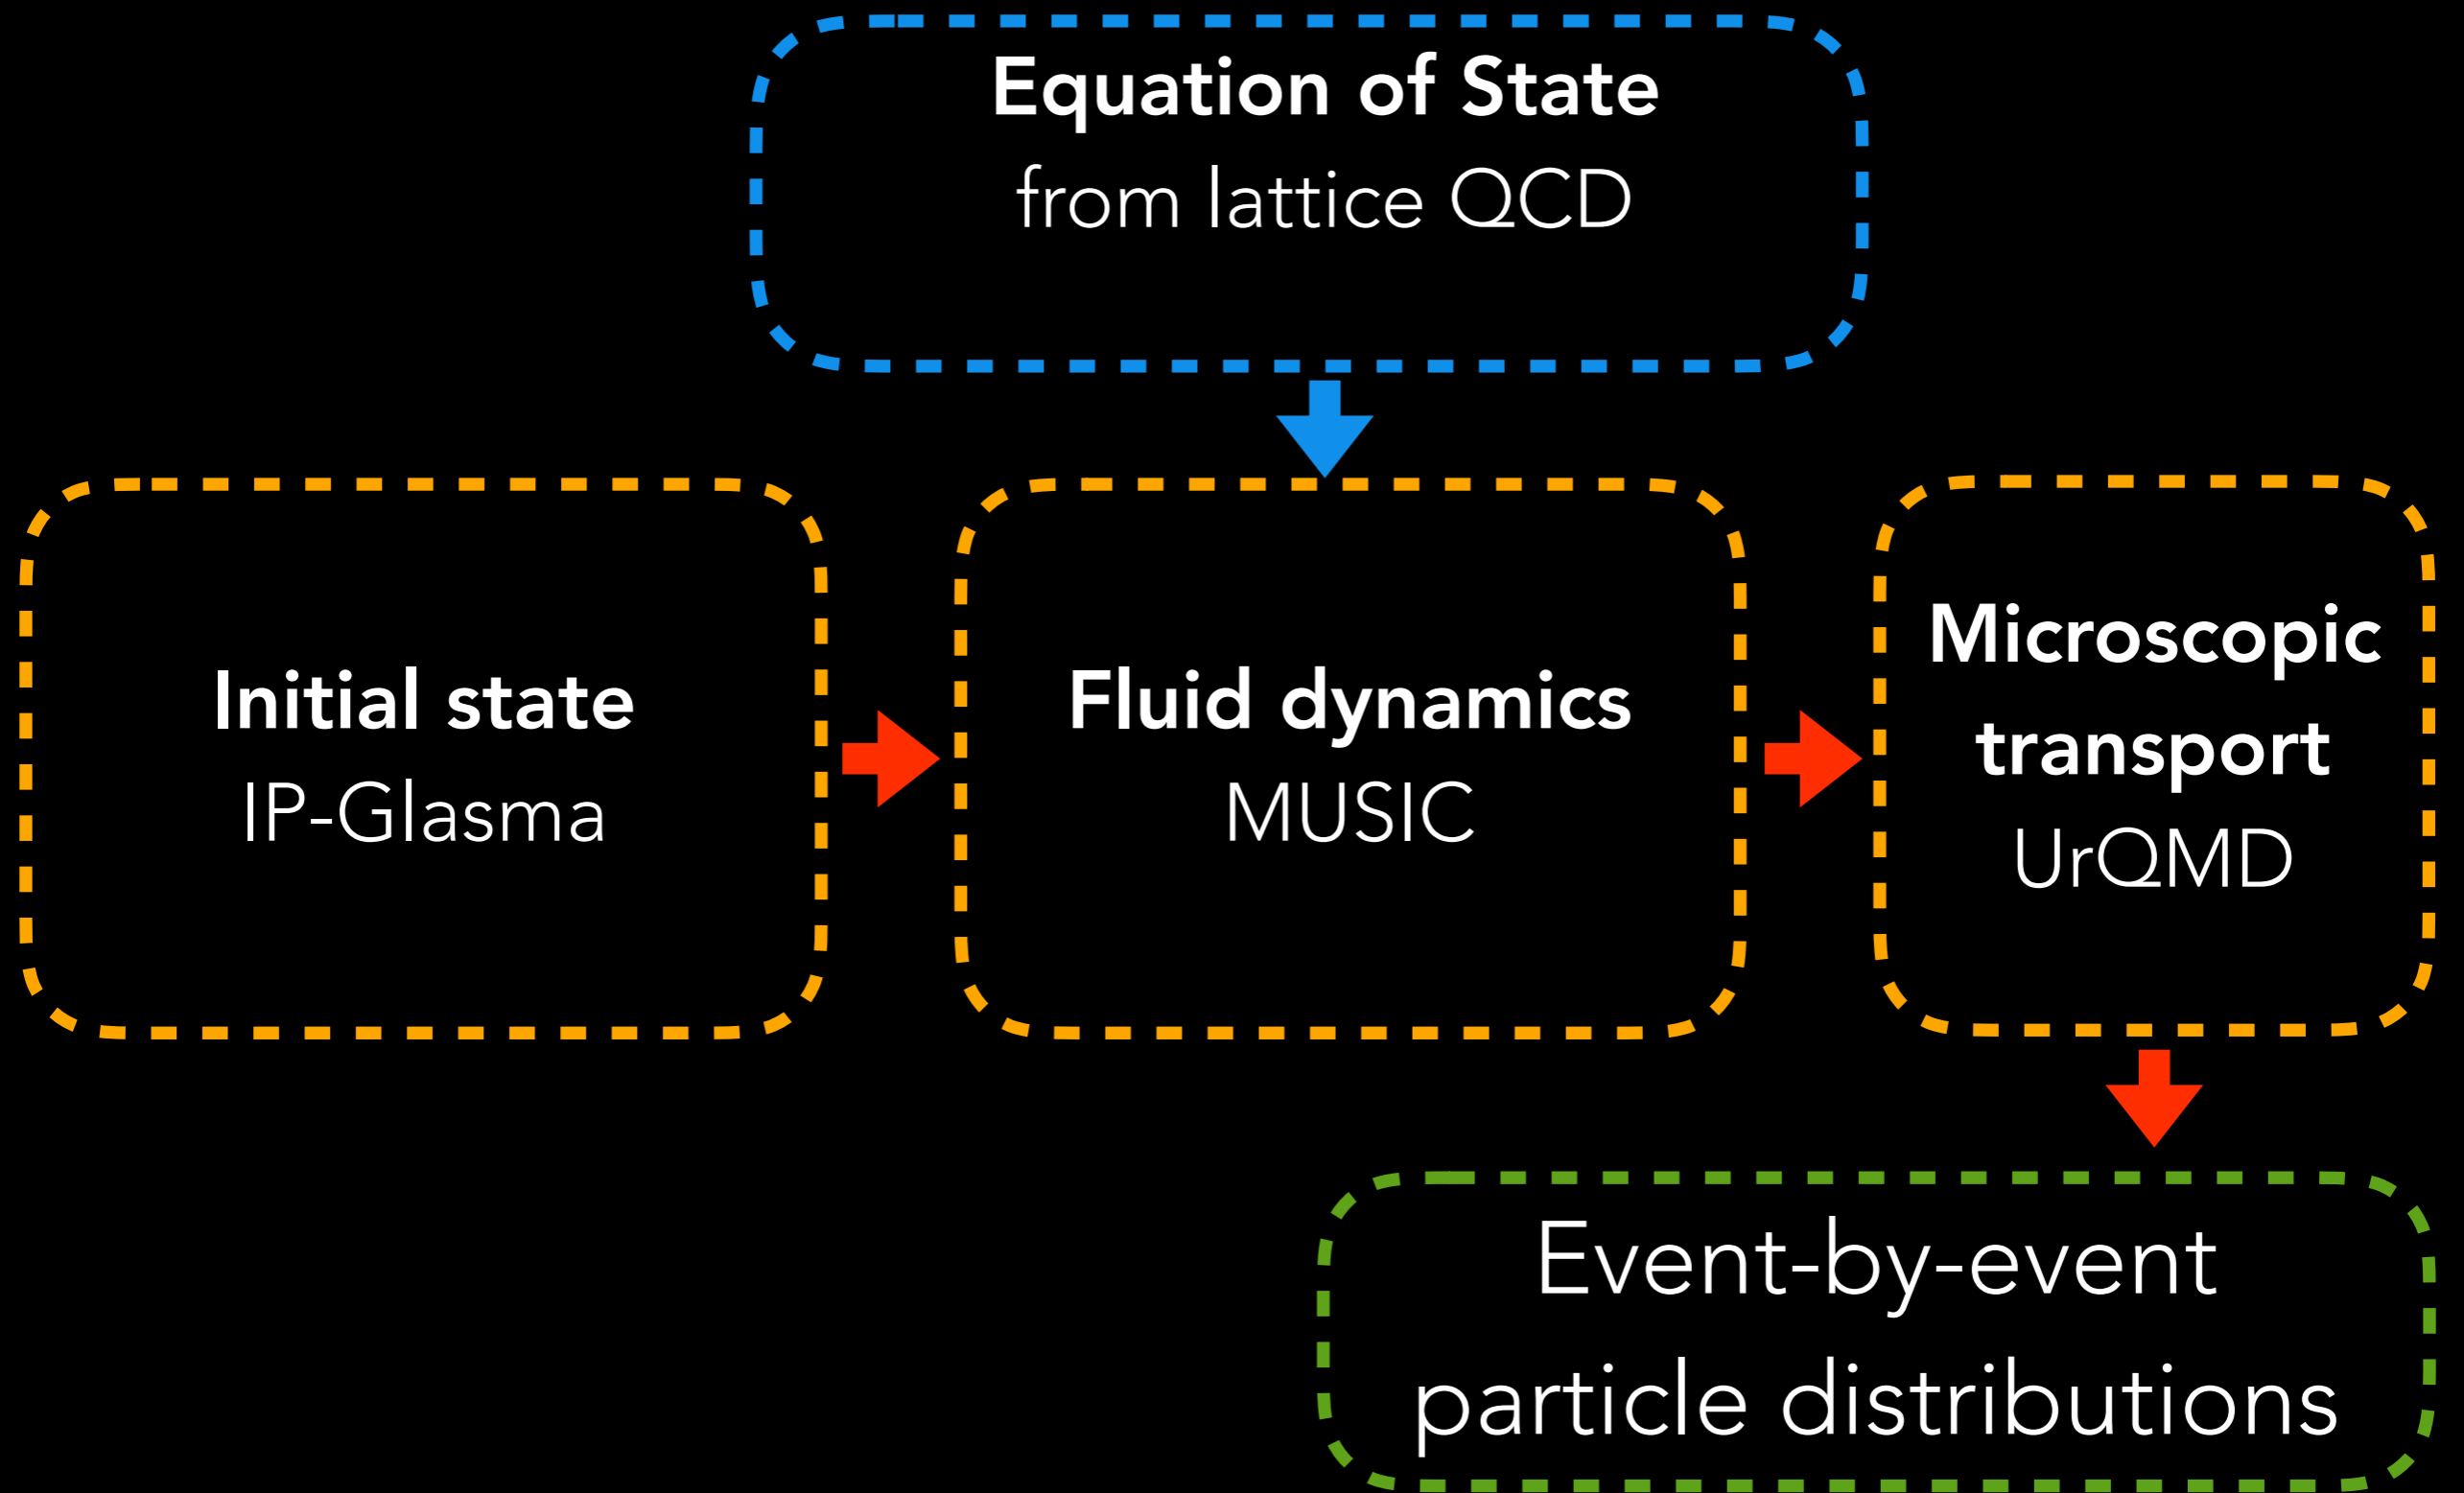 Equation of State
from lattice QCD
Initial state
IP-Glasma
Fluid dynamics
MUSIC
Microscopic
transport
UrQMD
Event-by-event
particle distributions